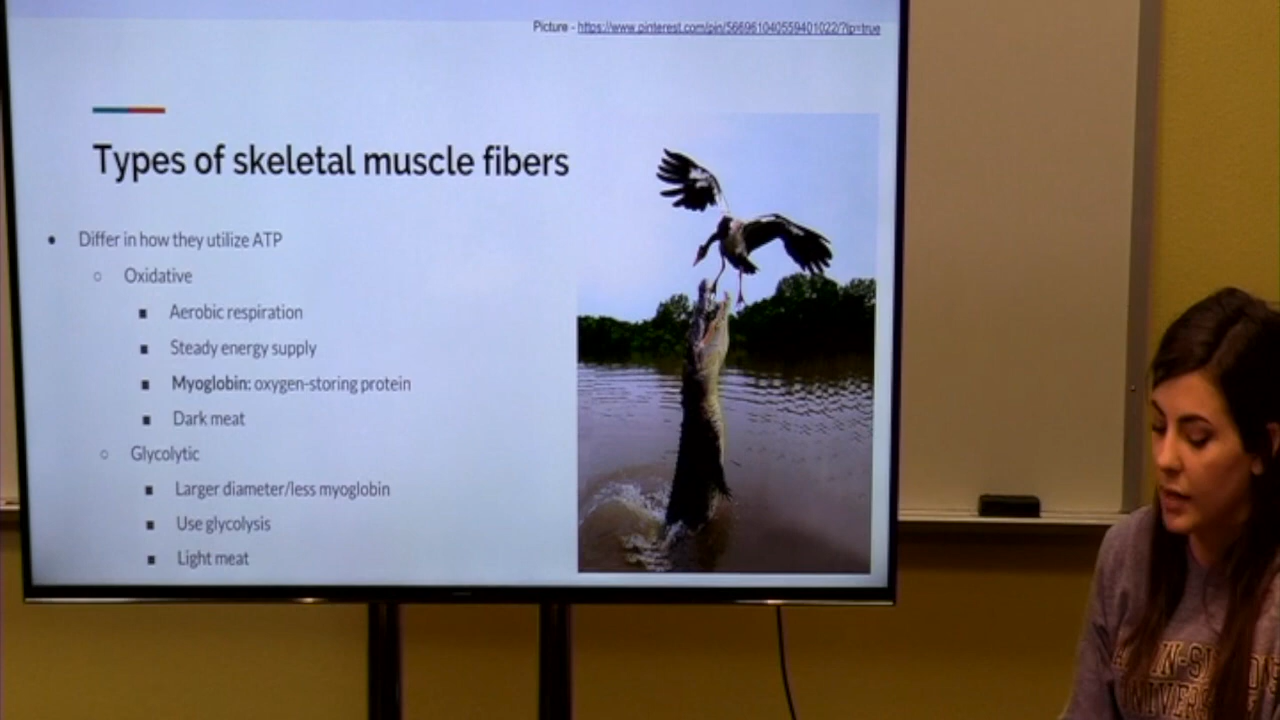 Picture - https://www.pinterest.com/pin/566961040559401022/?lp=true
Types of skeletal muscle fibers
● Differ in how they utilize ATP
○ Oxidative
■ Aerobic respiration
■ Steady energy supply
■ Myoglobin: oxygen-storing protein
■ Dark meat
○ Glycolytic
■ Larger diameter/less myoglobin
■ Use glycolysis
■ Light meat